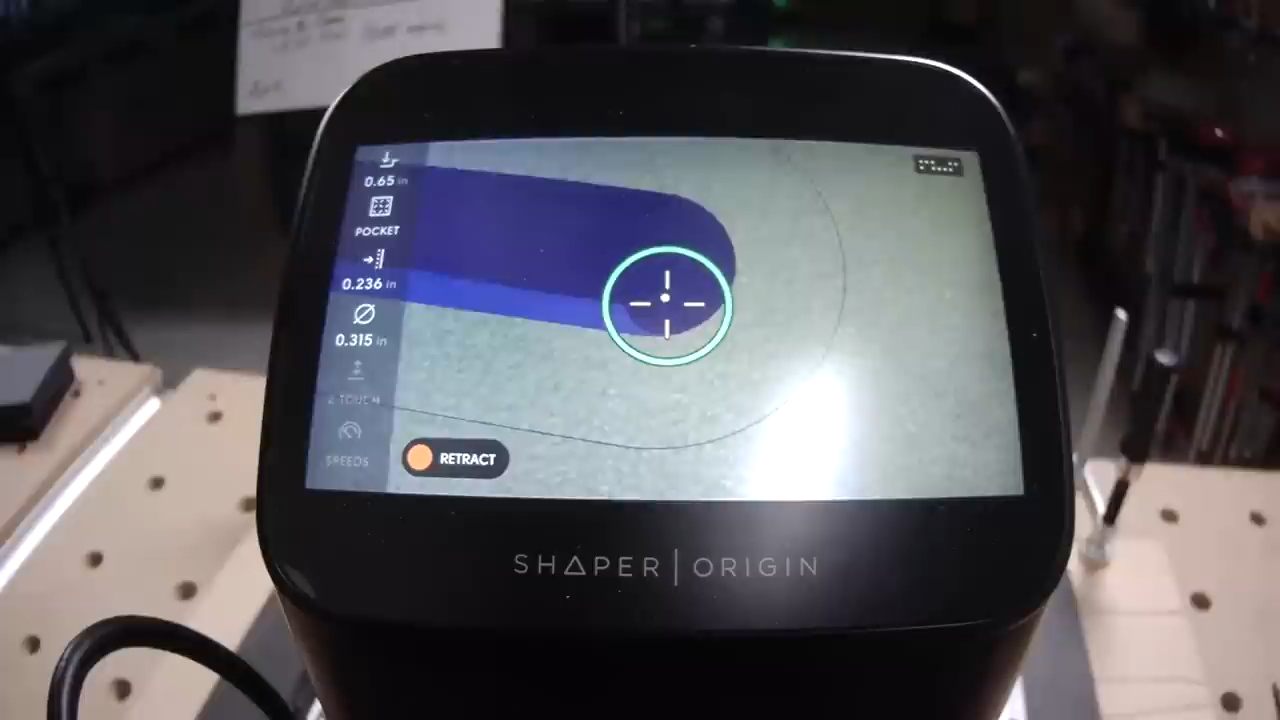 0.65 in
POCKET
0.236 in
0.315 in
Z TOUCH
SPEEDS
RETRACT
SHAPER | ORIGIN